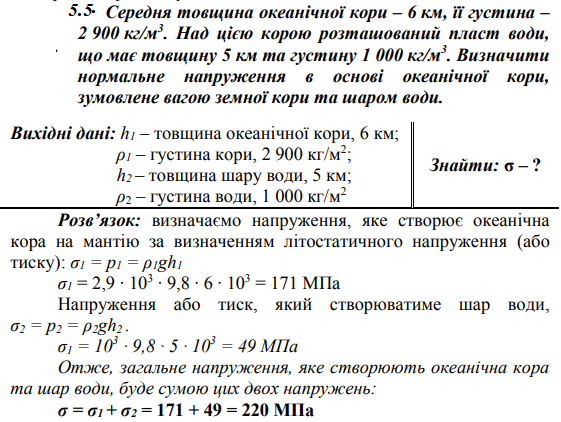 5.5. Середня товщина океанічної кори – 6 км, її густина –
2 900 кг/м³. Над цією корою розташований пласт води,
що має товщину 5 км та густину 1 000 кг/м³. Визначити
нормальне напруження в основі океанічної кори,
зумовлене вагою земної кори та шаром води.
Вихідні дані: h₁ – товщина океанічної кори, 6 км;
ρ₁ – густина кори, 2 900 кг/м²;
h₂ – товщина шару води, 5 км;
ρ₂ – густина води, 1 000 кг/м²
Знайти: σ – ?
Розв’язок: визначаємо напруження, яке створює океанічна
кора на мантію за визначенням літостатичного напруження (або
тиску): σ₁ = p₁ = ρ₁gh₁
σ₁ = 2,9 · 10³ · 9,8 · 6 · 10³ = 171 МПа
Напруження або тиск, який створюватиме шар води,
σ₂ = p₂ = ρ₂gh₂ .
σ₁ = 10³ · 9,8 · 5 · 10³ = 49 МПа
Отже, загальне напруження, яке створюють океанічна кора
та шар води, буде сумою цих двох напружень:
σ = σ₁ + σ₂ = 171 + 49 = 220 МПа